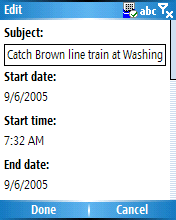 Edit abc
Subject:
Catch Brown line train at Washing
Start date:
9/6/2005
Start time:
7:32 AM
End date:
9/6/2005
Done Cancel